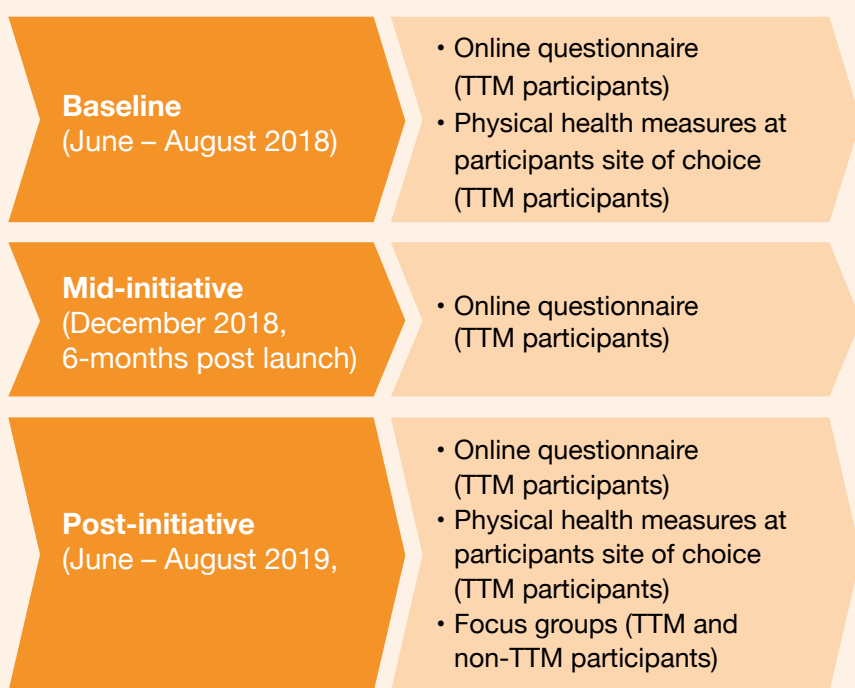 Baseline
(June – August 2018)
• Online questionnaire
(TTM participants)
• Physical health measures at
participants site of choice
(TTM participants)
Mid-initiative
(December 2018,
6-months post launch)
• Online questionnaire
(TTM participants)
Post-initiative
(June – August 2019,
• Online questionnaire
(TTM participants)
• Physical health measures at
participants site of choice
(TTM participants)
• Focus groups (TTM and
non-TTM participants)